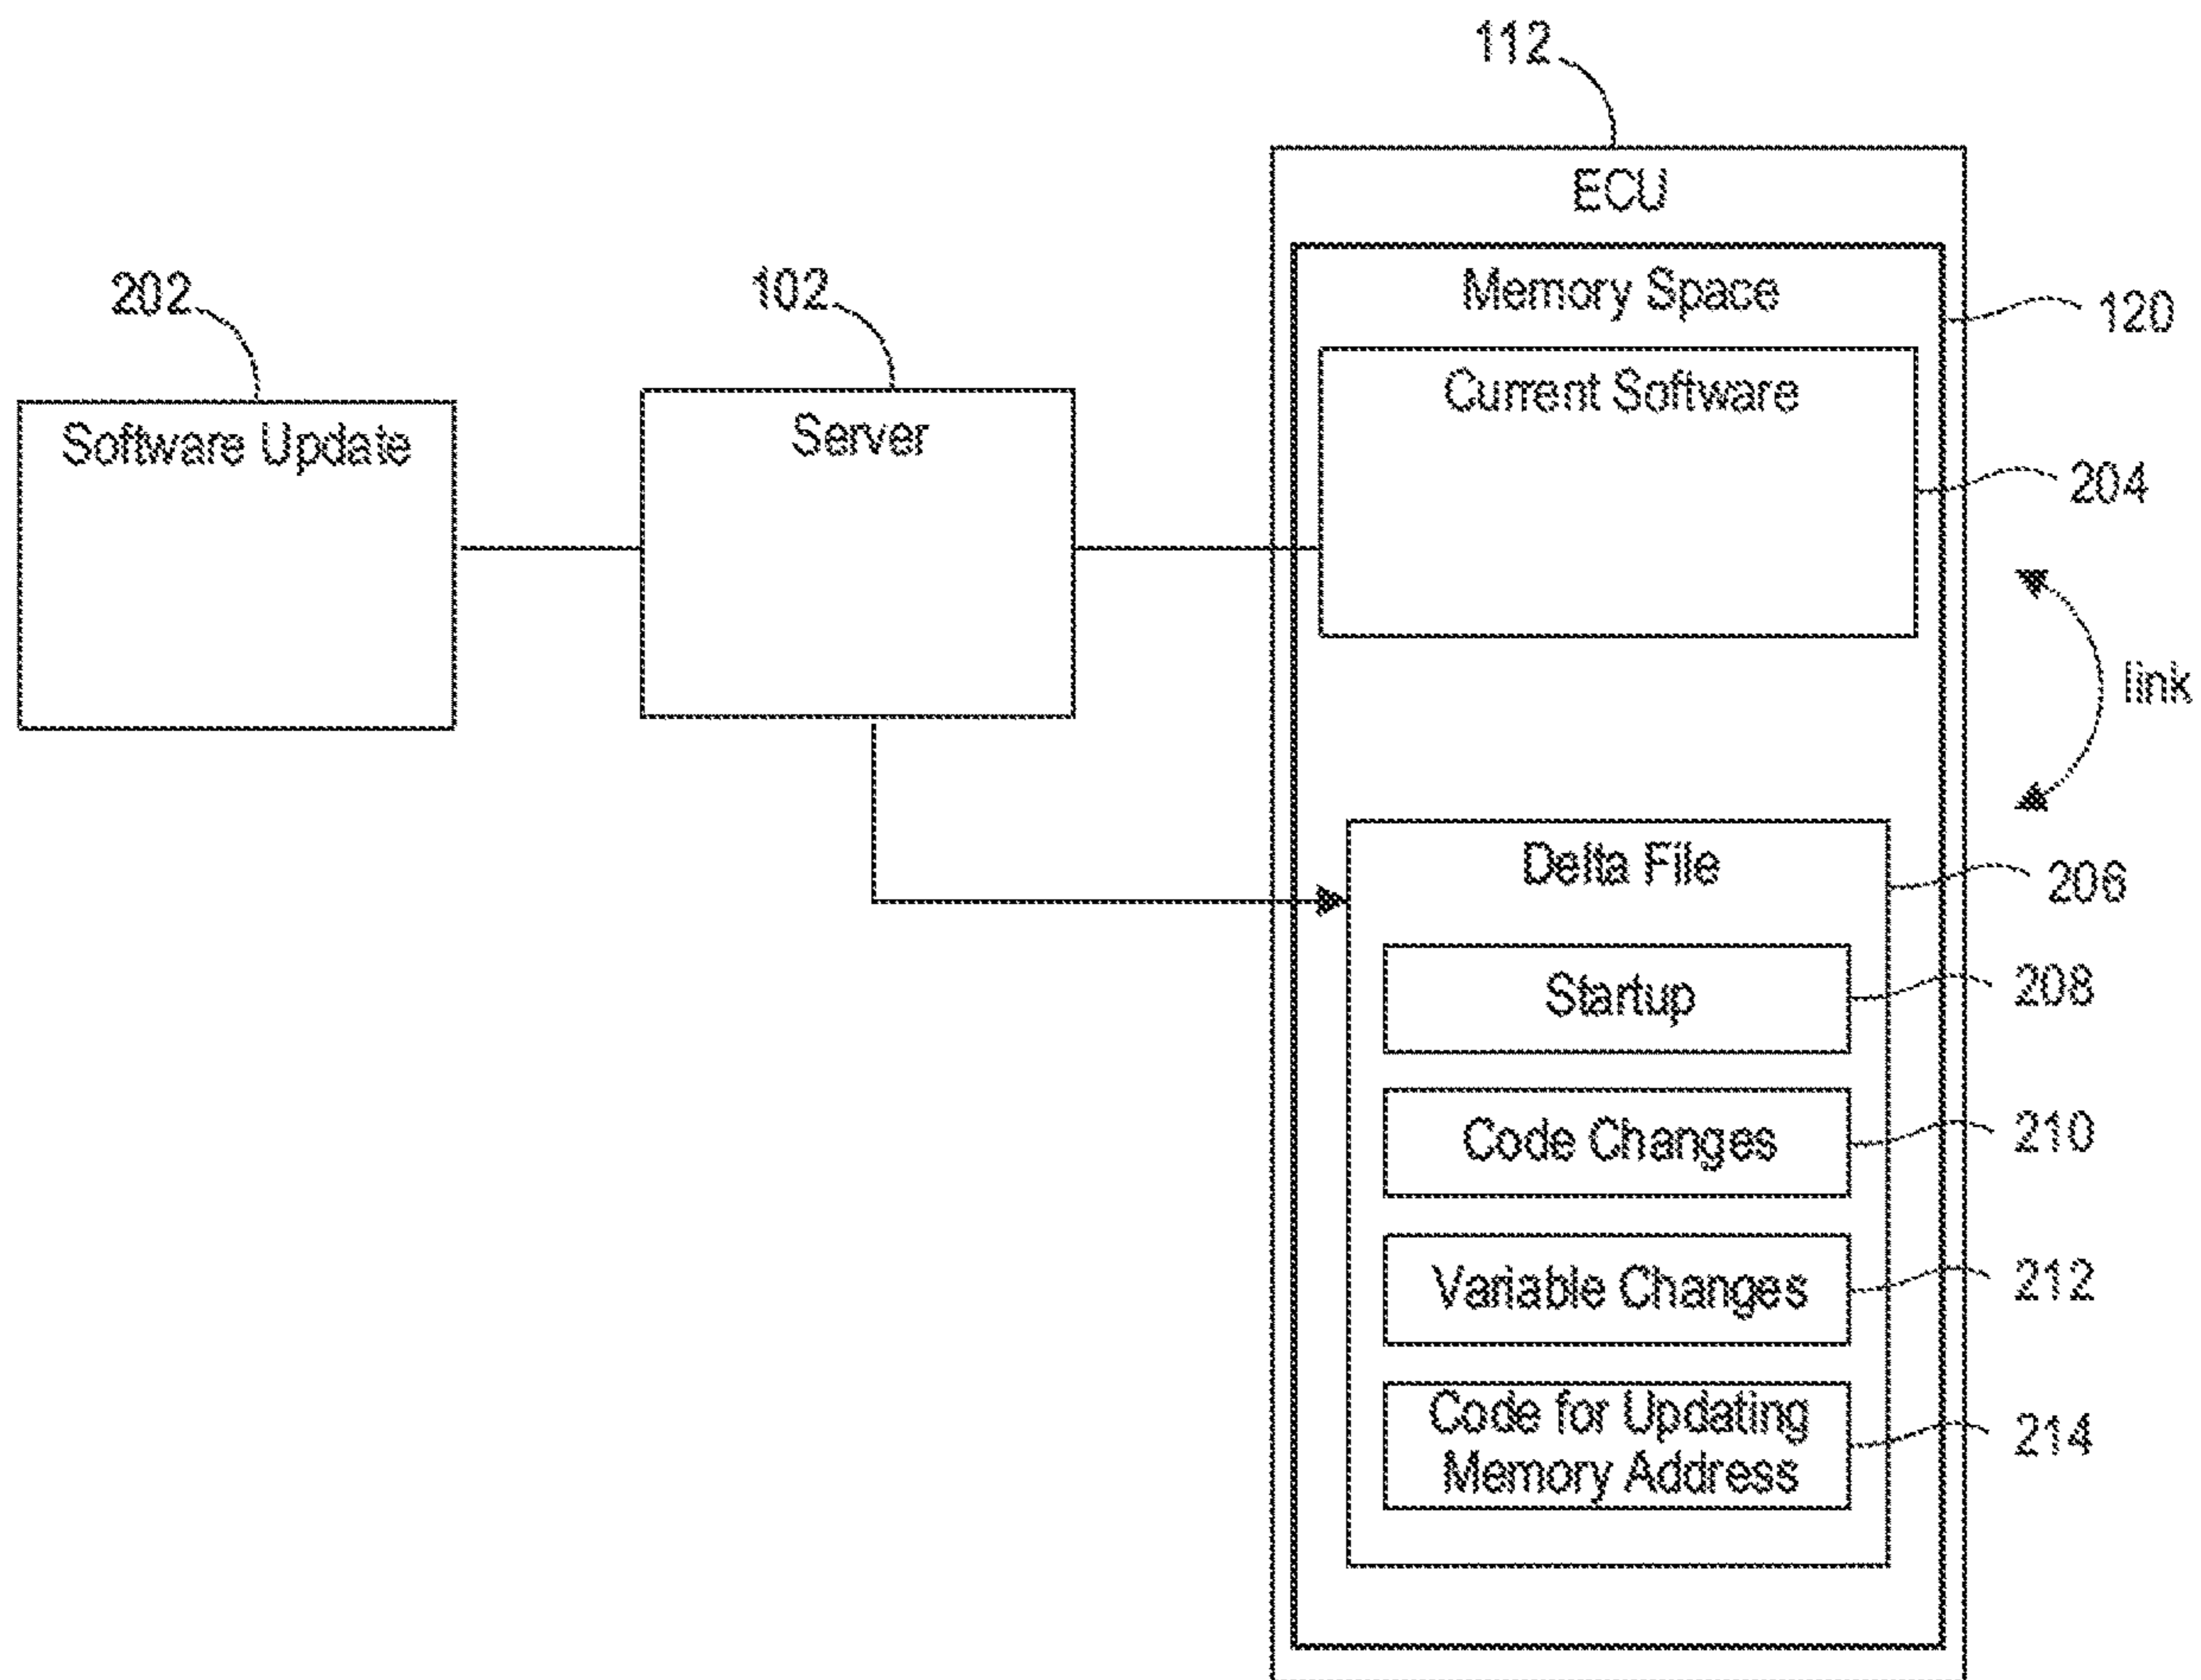 112
ECU
202
102
Memory Space
120
Software Update
Server
Current Software
204
link
Delta File
206
Startup
208
Code Changes
210
Variable Changes
212
Code for Updating
Memory Address
214